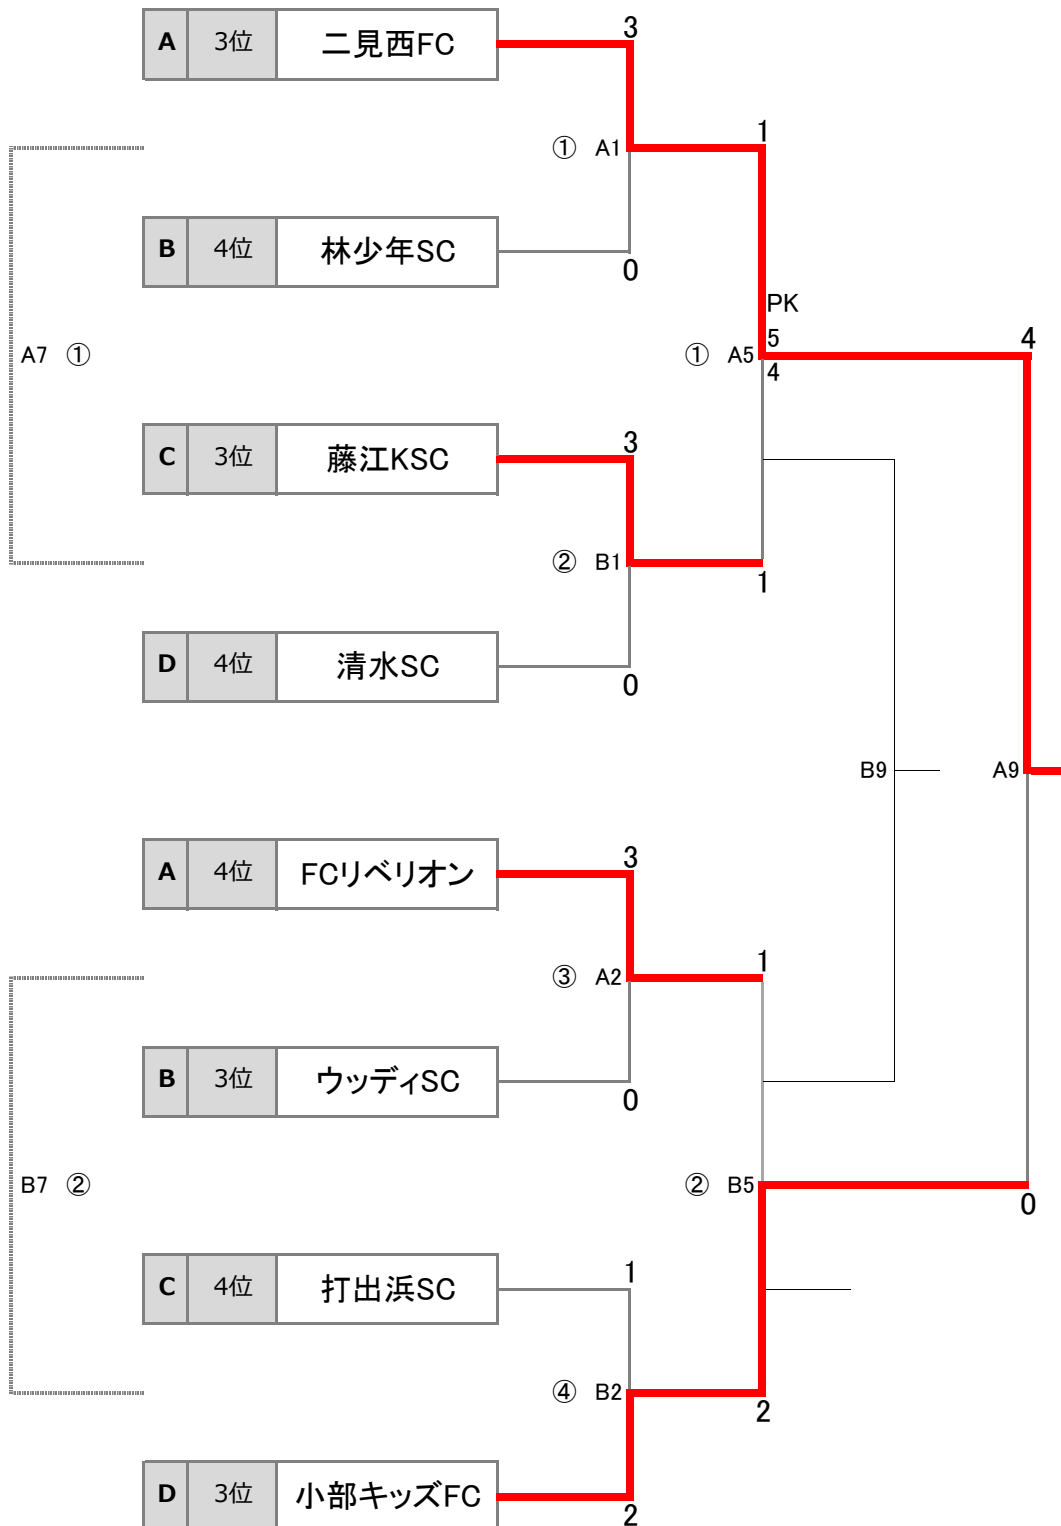 A 3位 二見西FC 3
① A1 1
B 4位 林少年SC 0
PK
A7 ① ① A5 5 4
4
C 3位 藤江KSC 3
② B1 1
D 4位 清水SC 0
B9 A9
A 4位 FCリベリオン 3
③ A2 1
B 3位 ウッディSC 0
B7 ② ② B5 0
C 4位 打出浜SC 1
④ B2 2
D 3位 小部キッズFC 2